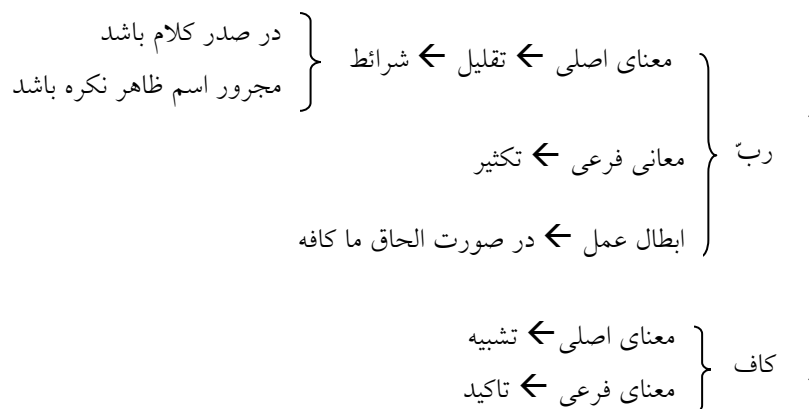 در صدر کلام باشد
معنای اصلی ← تقلیل ← شرائط
مجرور اسم ظاهر نکره باشد
ربّ
معانی فرعی ← تکثیر
ابطال عمل ← در صورت الحاق ما کافه
معنای اصلی ← تشبیه
کاف
معنای فرعی ← تاکید